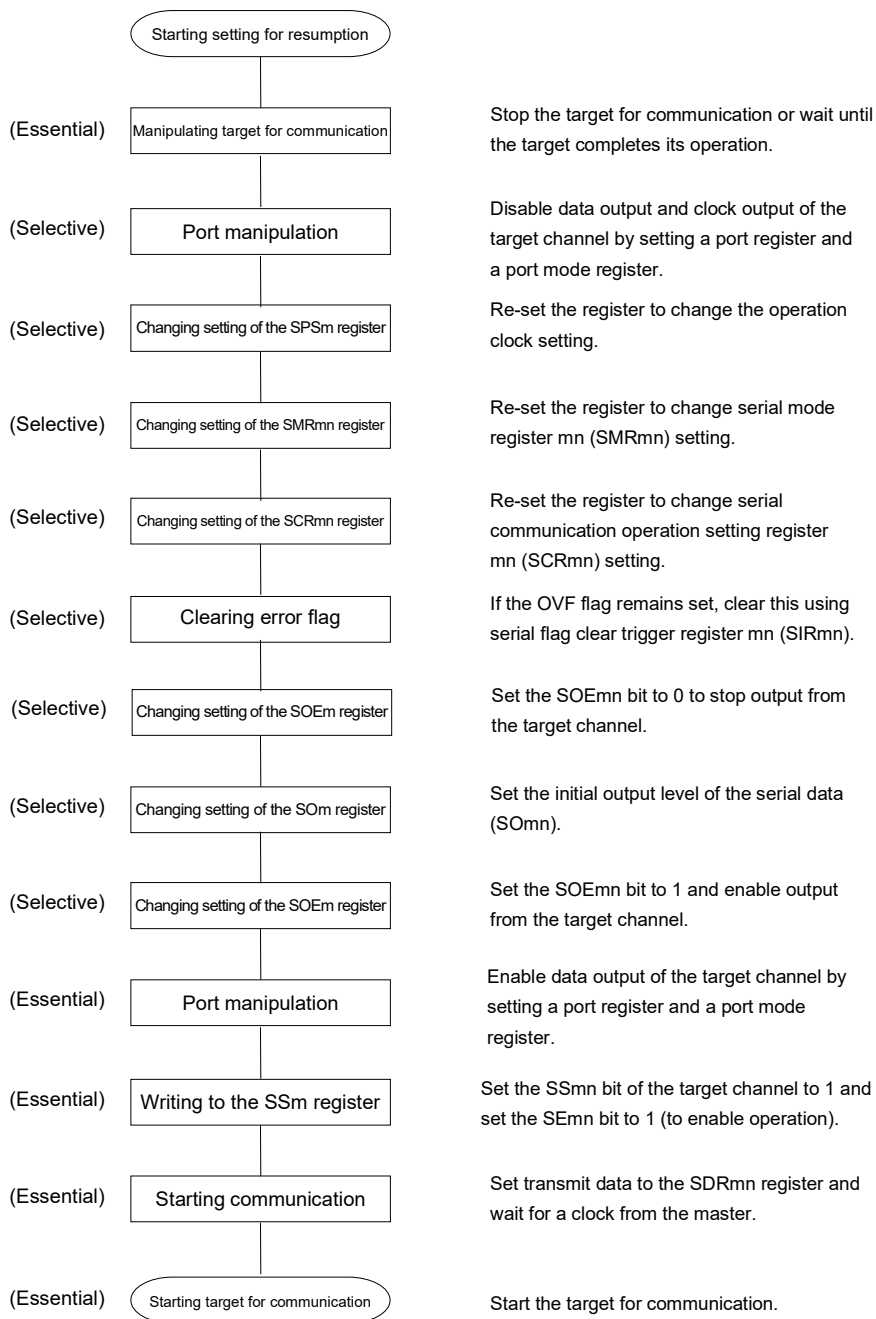 Starting setting for resumption
(Essential)
Manipulating target for communication
Stop the target for communication or wait until
the target completes its operation.
(Selective)
Port manipulation
Disable data output and clock output of the
target channel by setting a port register and
a port mode register.
(Selective)
Changing setting of the SPSm register
Re-set the register to change the operation
clock setting.
(Selective)
Changing setting of the SMRmn register
Re-set the register to change serial mode
register mn (SMRmn) setting.
(Selective)
Changing setting of the SCRmn register
Re-set the register to change serial
communication operation setting register
mn (SCRmn) setting.
(Selective)
Clearing error flag
If the OVF flag remains set, clear this using
serial flag clear trigger register mn (SIRmn).
(Selective)
Changing setting of the SOEm register
Set the SOEmn bit to 0 to stop output from
the target channel.
(Selective)
Changing setting of the SOm register
Set the initial output level of the serial data
(SOmn).
(Selective)
Changing setting of the SOEm register
Set the SOEmn bit to 1 and enable output
from the target channel.
(Essential)
Port manipulation
Enable data output of the target channel by
setting a port register and a port mode
register.
(Essential)
Writing to the SSm register
Set the SSmn bit of the target channel to 1 and
set the SEmn bit to 1 (to enable operation).
(Essential)
Starting communication
Set transmit data to the SDRmn register and
wait for a clock from the master.
(Essential)
Starting target for communication
Start the target for communication.